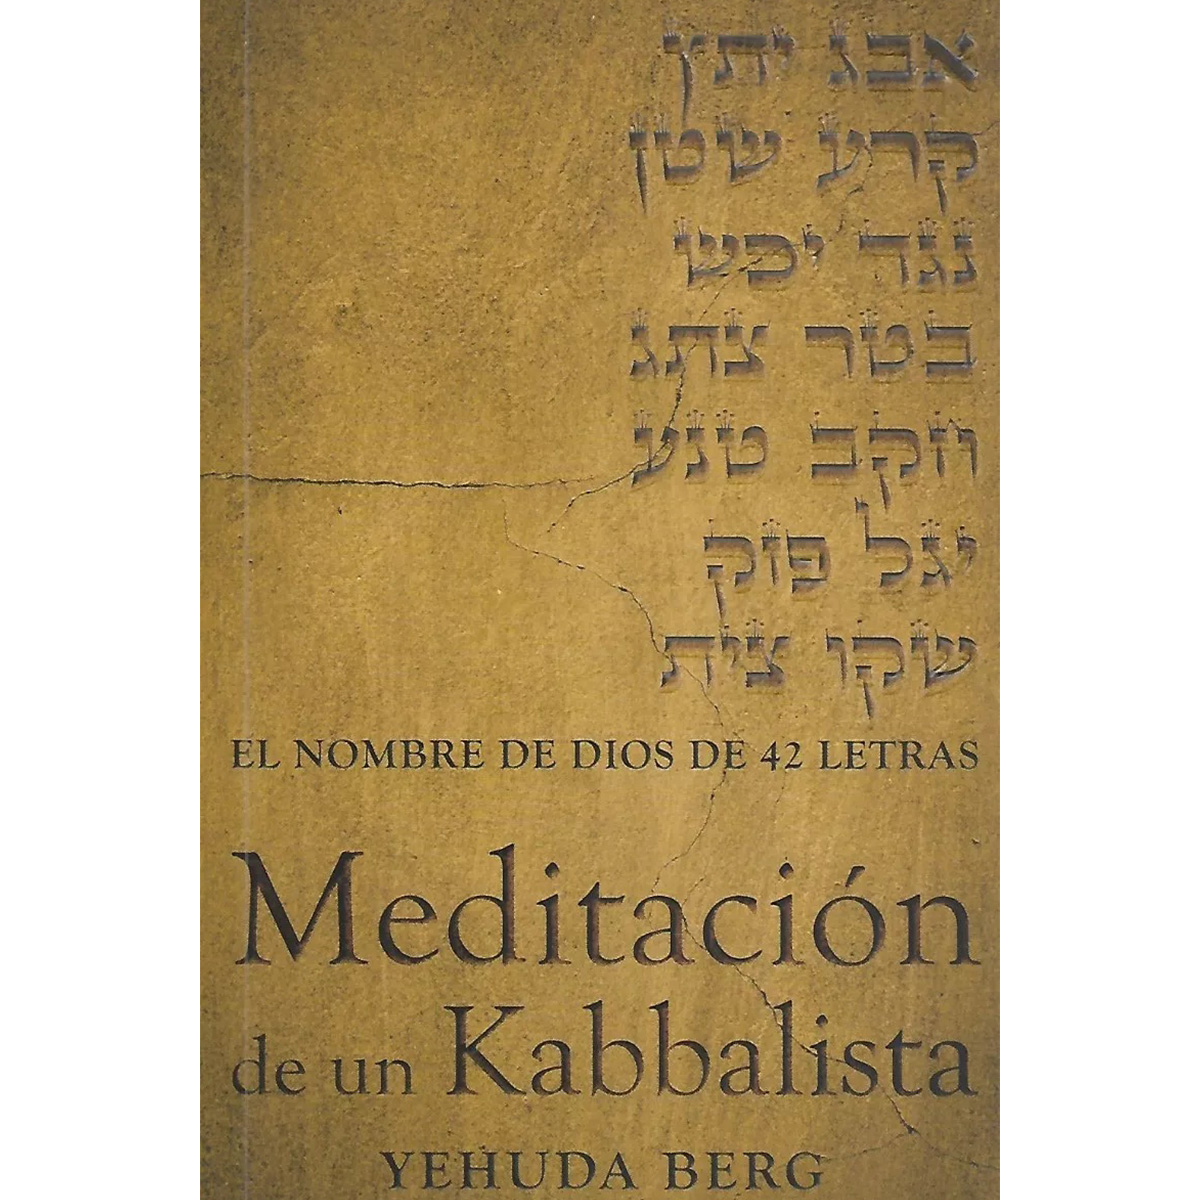 אבג יתץ
קרע שטן
נגד יכש
בטר צתג
חקב טנע
יגל פזק
שקו צית
EL NOMBRE DE DIOS DE 42 LETRAS
Meditación
de un Kabbalista
YEHUDA BERG